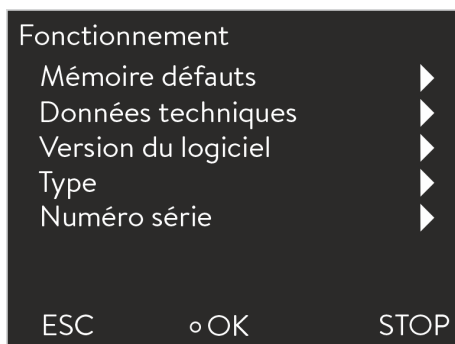 Fonctionnement
Mémoire défauts
Données techniques
Version du logiciel
Type
Numéro série
ESC OK STOP